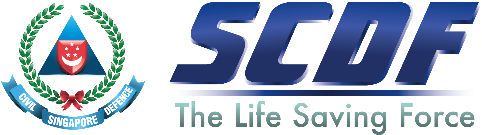 CIVIL SINGAPORE DEFENCE
SCDF
The Life Saving Force